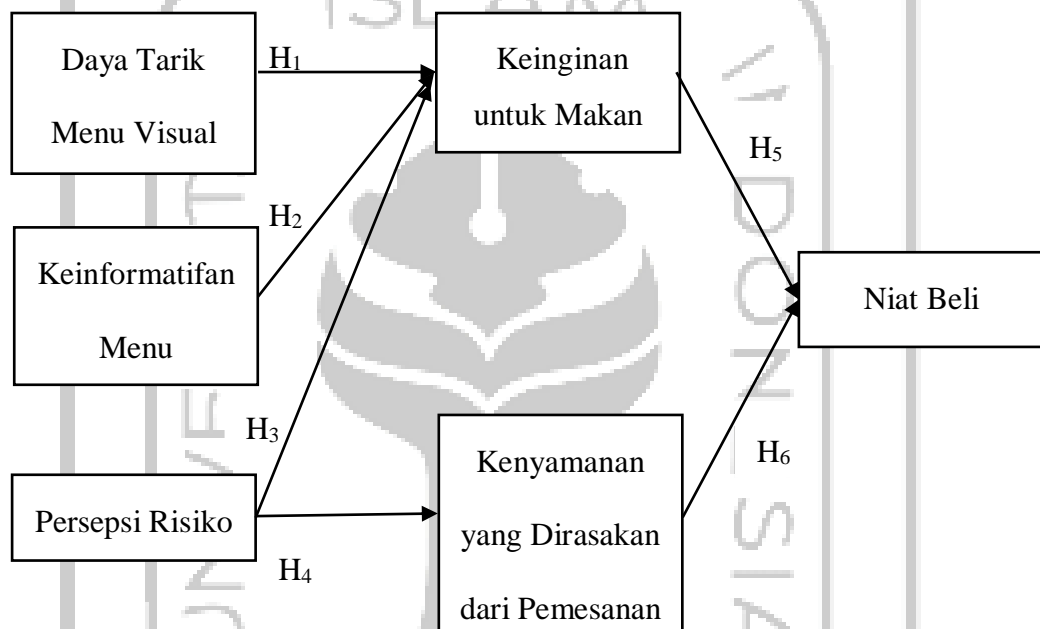 Daya Tarik
Menu Visual
H₁
Keinginan
untuk Makan
H₅
H₂
Keinformatifan
Menu
Niat Beli
H₃
Persepsi Risiko
H₄
Kenyamanan
yang Dirasakan
dari Pemesanan
H₆